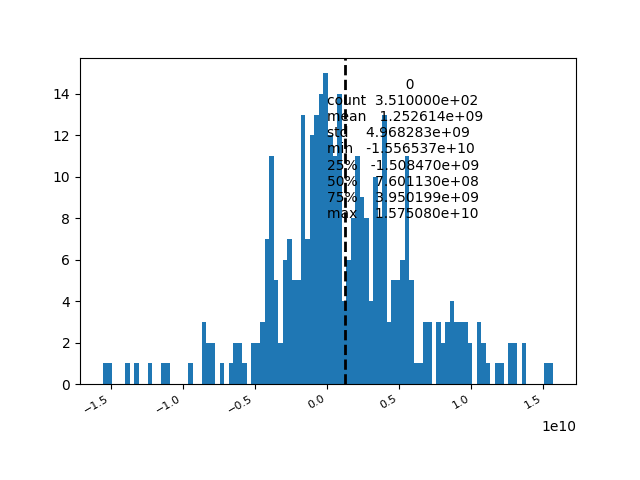 0
count 3.510000e+02
mean 1.252614e+09
std 4.968283e+09
min -1.556537e+10
25% -1.508470e+09
50% 7.601130e+08
75% 3.950199e+09
max 1.575080e+10
14
12
10
8
6
4
2
0
−1.5 −1.0 −0.5 0.0 0.5 1.0 1.5
1e10